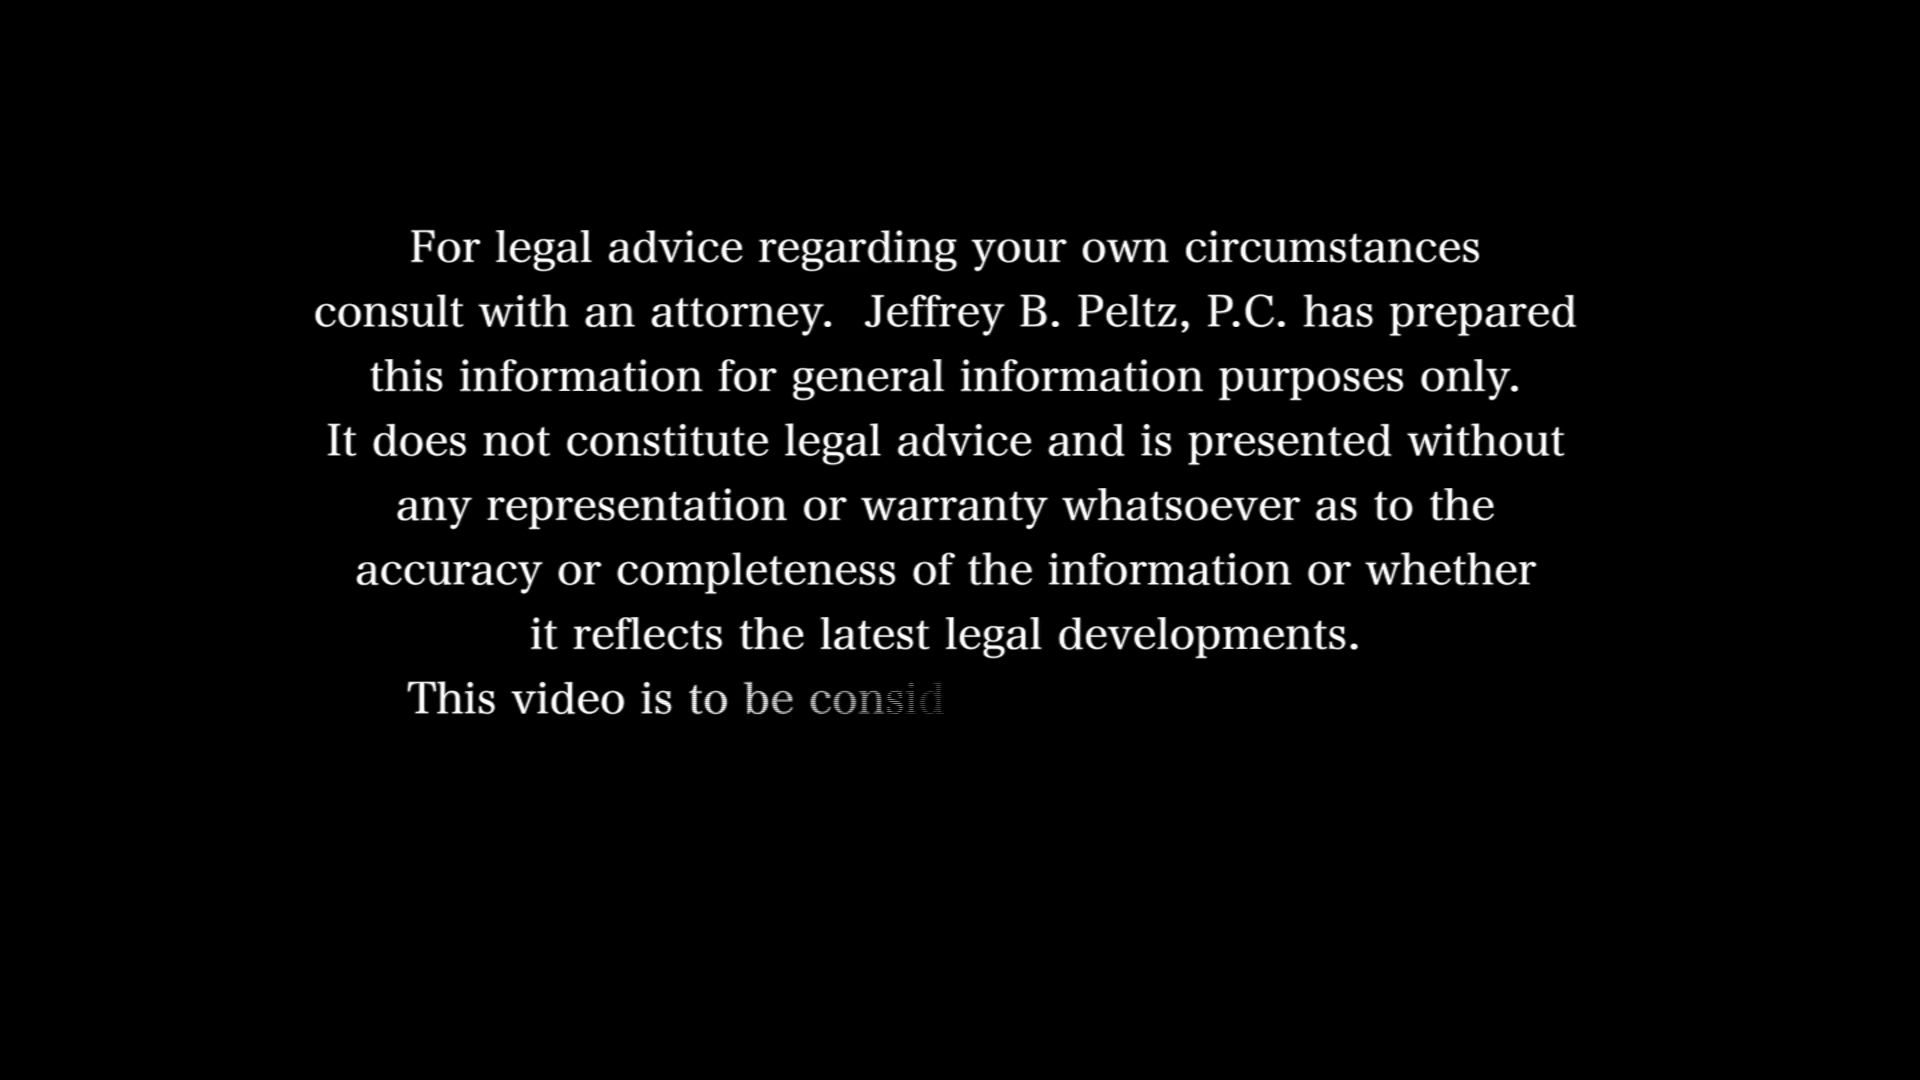 For legal advice regarding your own circumstances
consult with an attorney.  Jeffrey B. Peltz, P.C. has prepared
this information for general information purposes only.
It does not constitute legal advice and is presented without
any representation or warranty whatsoever as to the
accuracy or completeness of the information or whether
it reflects the latest legal developments.
This video is to be consid